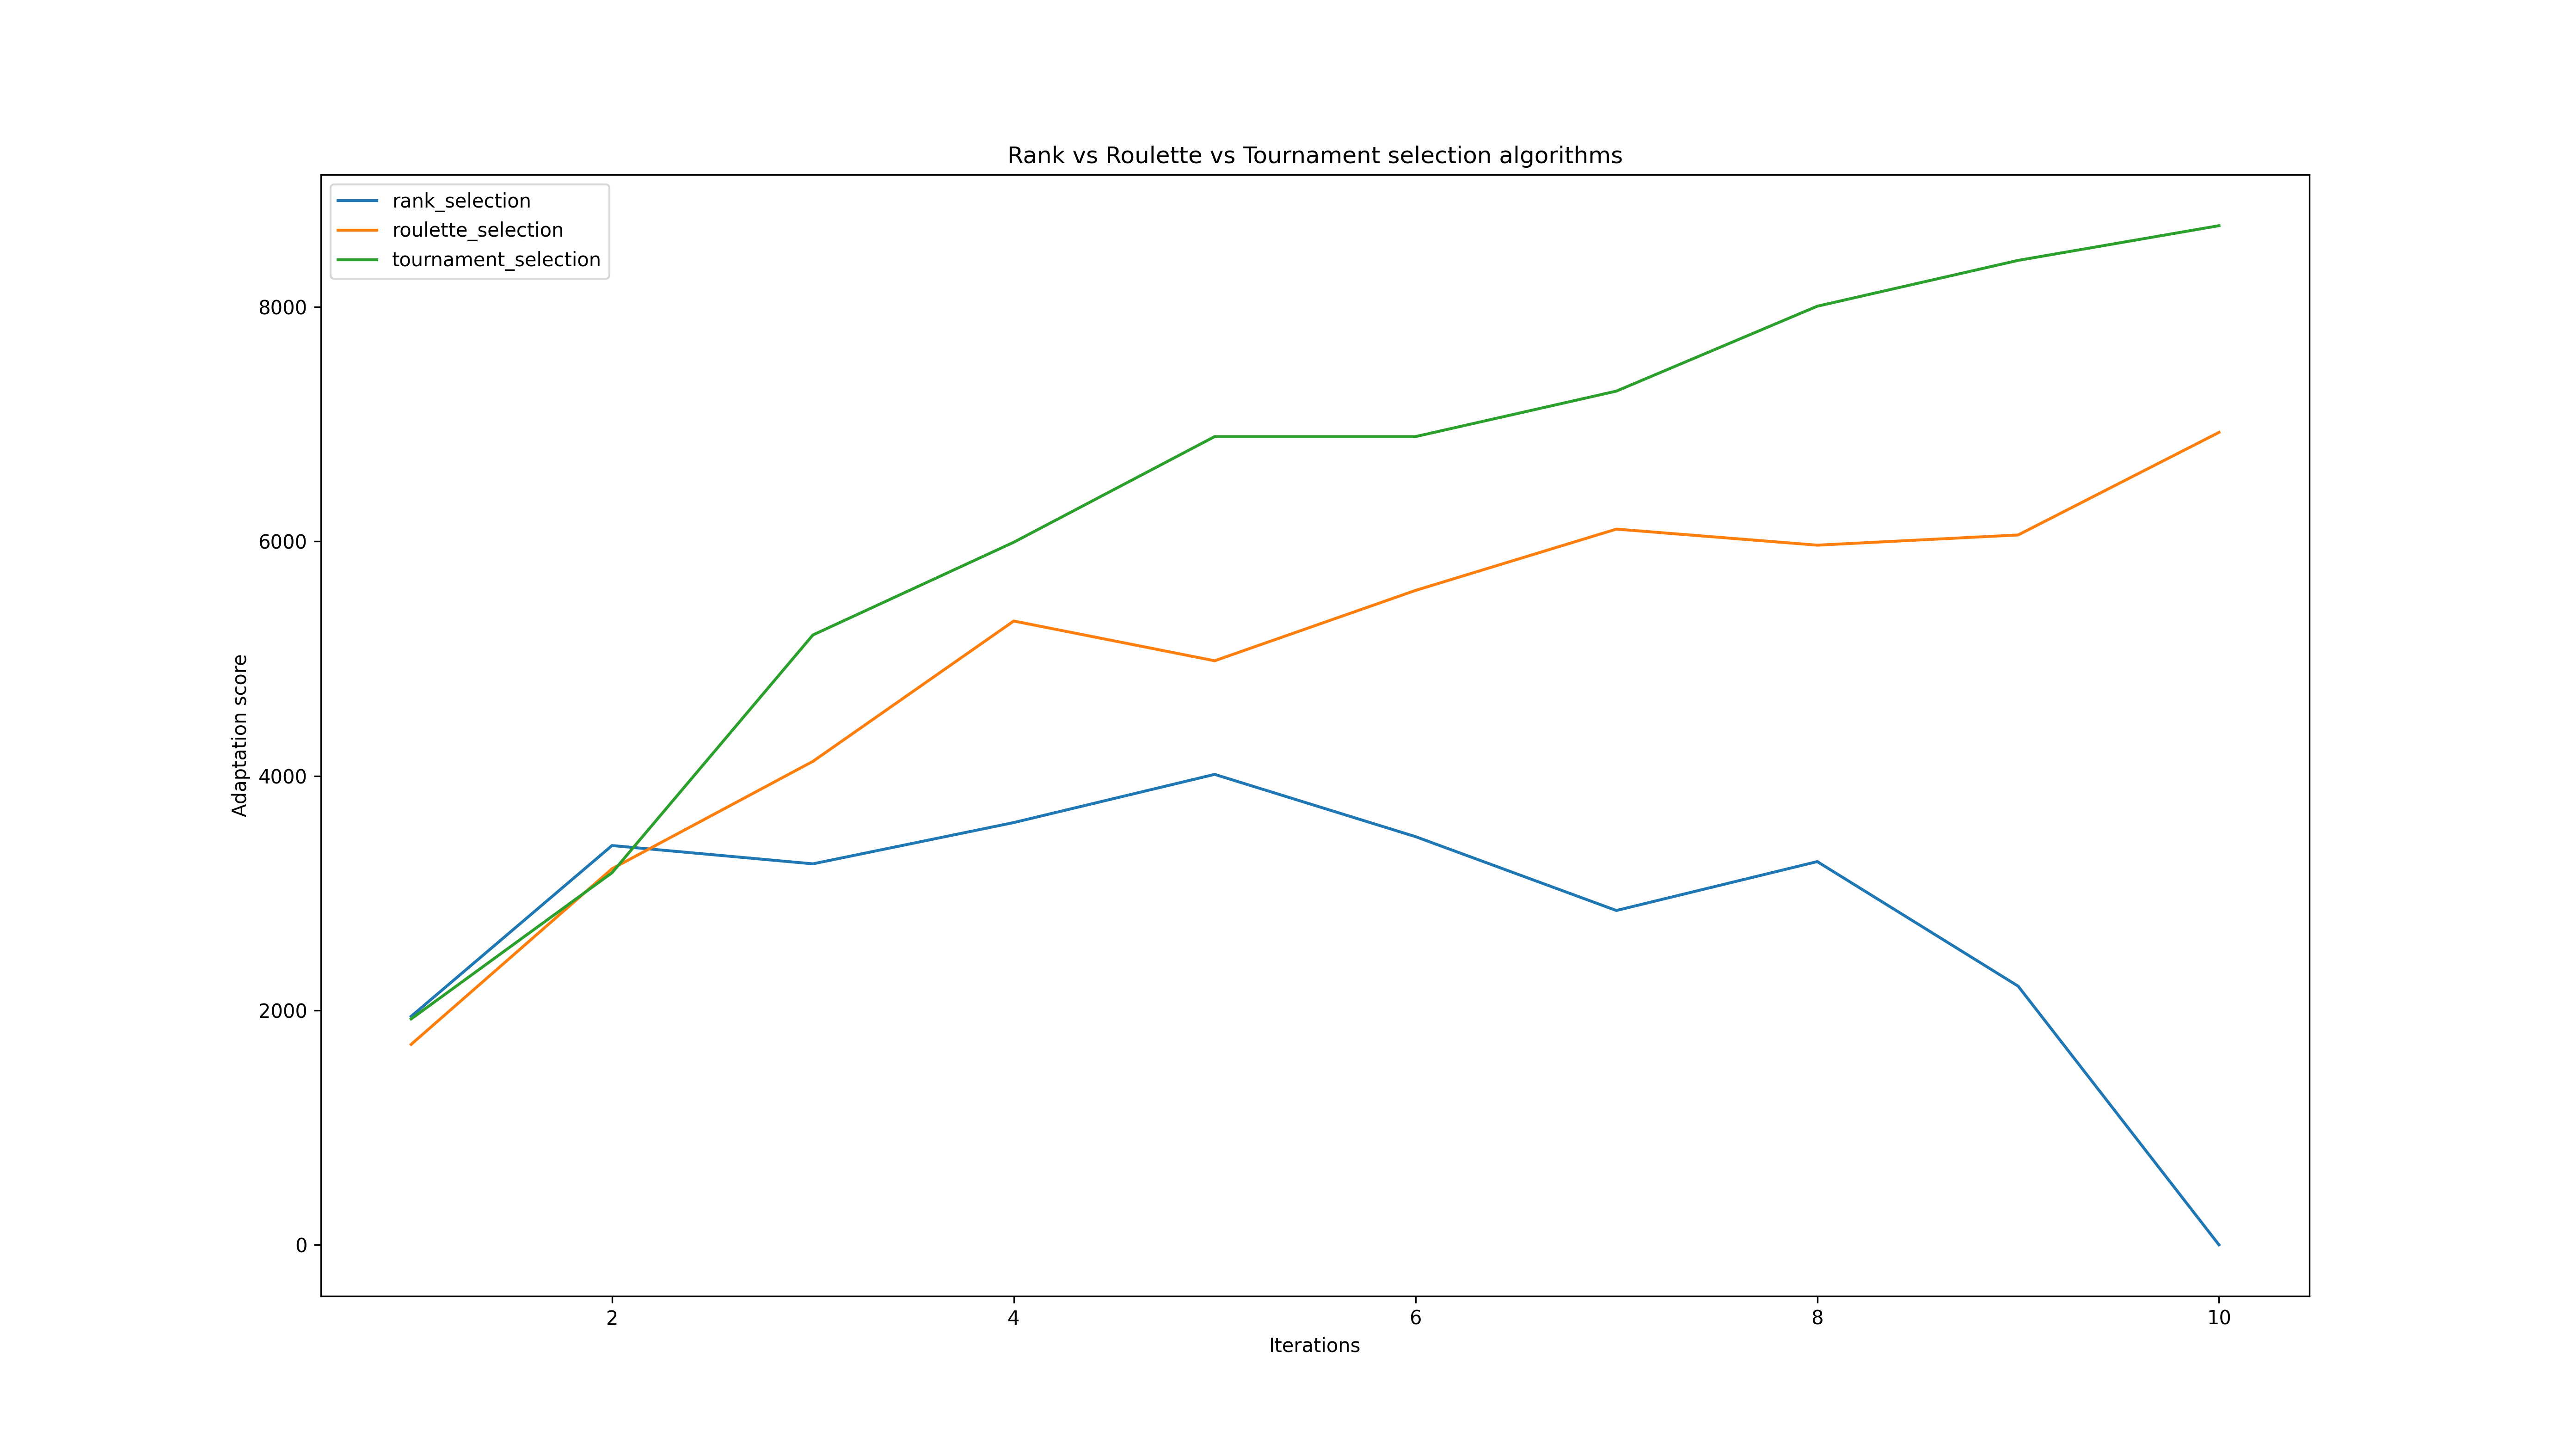 Rank vs Roulette vs Tournament selection algorithms
rank_selection
roulette_selection
tournament_selection
8000
6000
4000
2000
0
Adaptation score
2 4 6 8 10
Iterations